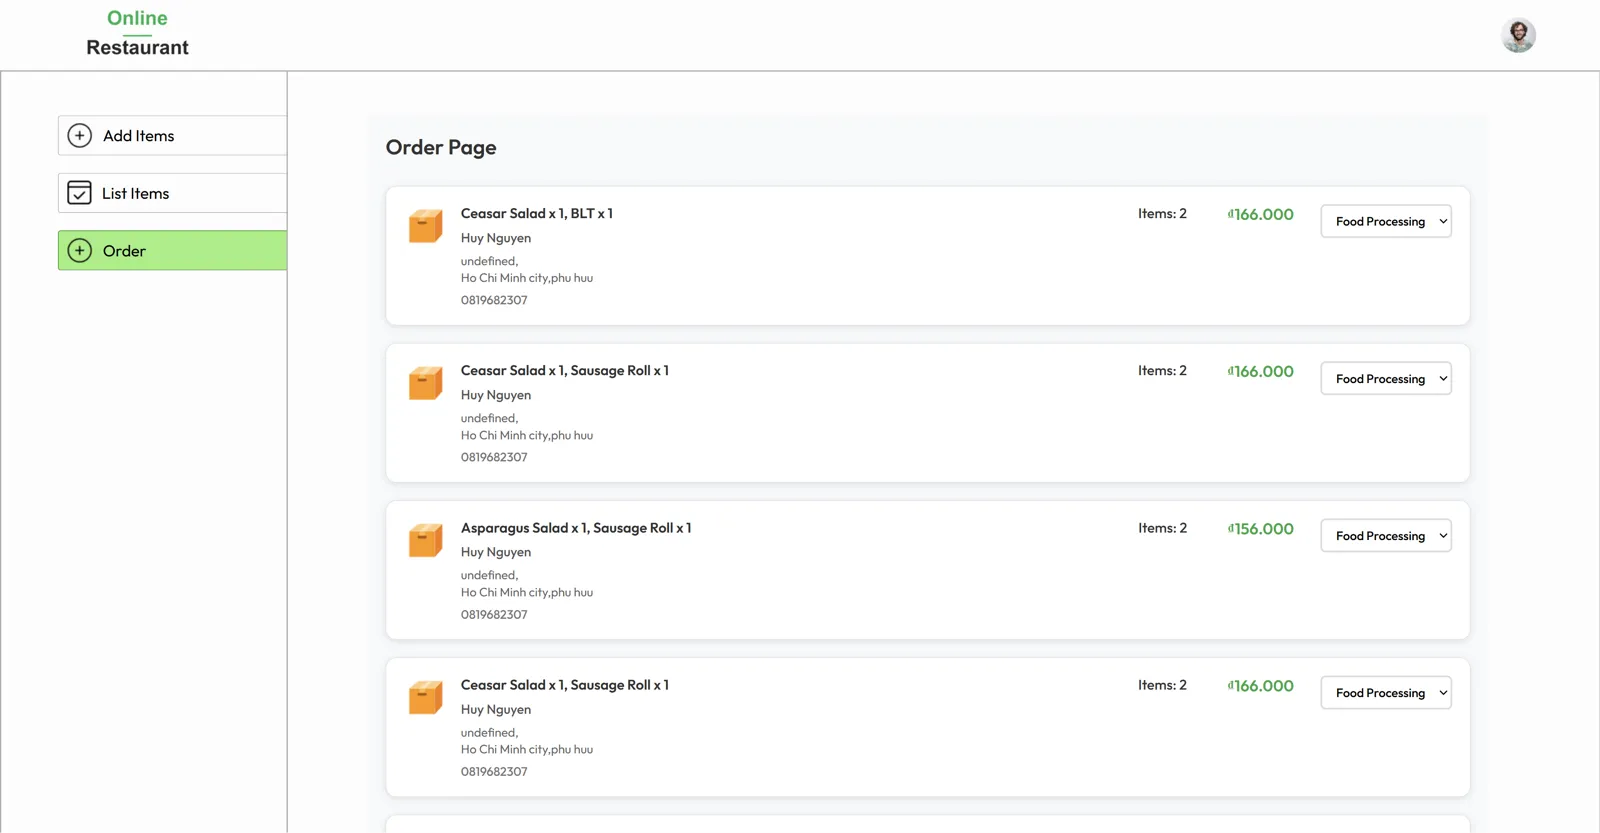 Online
Restaurant
Add Items
List Items
Order
Order Page
Ceasar Salad x 1, BLT x 1
Items: 2
₫166.000
Food Processing
Huy Nguyen
undefined,
Ho Chi Minh city,phu huu
0819682307
Ceasar Salad x 1, Sausage Roll x 1
Items: 2
₫166.000
Food Processing
Huy Nguyen
undefined,
Ho Chi Minh city,phu huu
0819682307
Asparagus Salad x 1, Sausage Roll x 1
Items: 2
₫156.000
Food Processing
Huy Nguyen
undefined,
Ho Chi Minh city,phu huu
0819682307
Ceasar Salad x 1, Sausage Roll x 1
Items: 2
₫166.000
Food Processing
Huy Nguyen
undefined,
Ho Chi Minh city,phu huu
0819682307